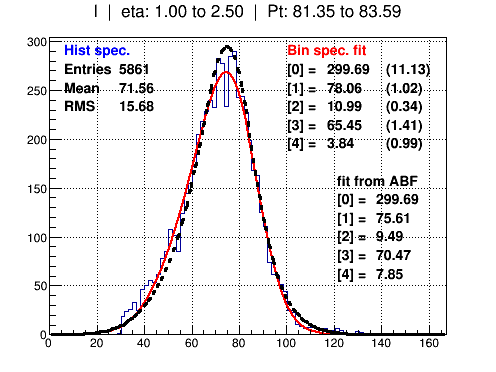 I | eta: 1.00 to 2.50 | Pt: 81.35 to 83.59
Hist spec.
Entries 5861
Mean 71.56
RMS 15.68
Bin spec. fit
[0] = 299.69 (11.13)
[1] = 78.06 (1.02)
[2] = 10.99 (0.34)
[3] = 65.45 (1.41)
[4] = 3.84 (0.99)
fit from ABF
[0] = 299.69
[1] = 75.61
[2] = 9.49
[3] = 70.47
[4] = 7.85
300
250
200
150
100
50
0
0 20 40 60 80 100 120 140 160